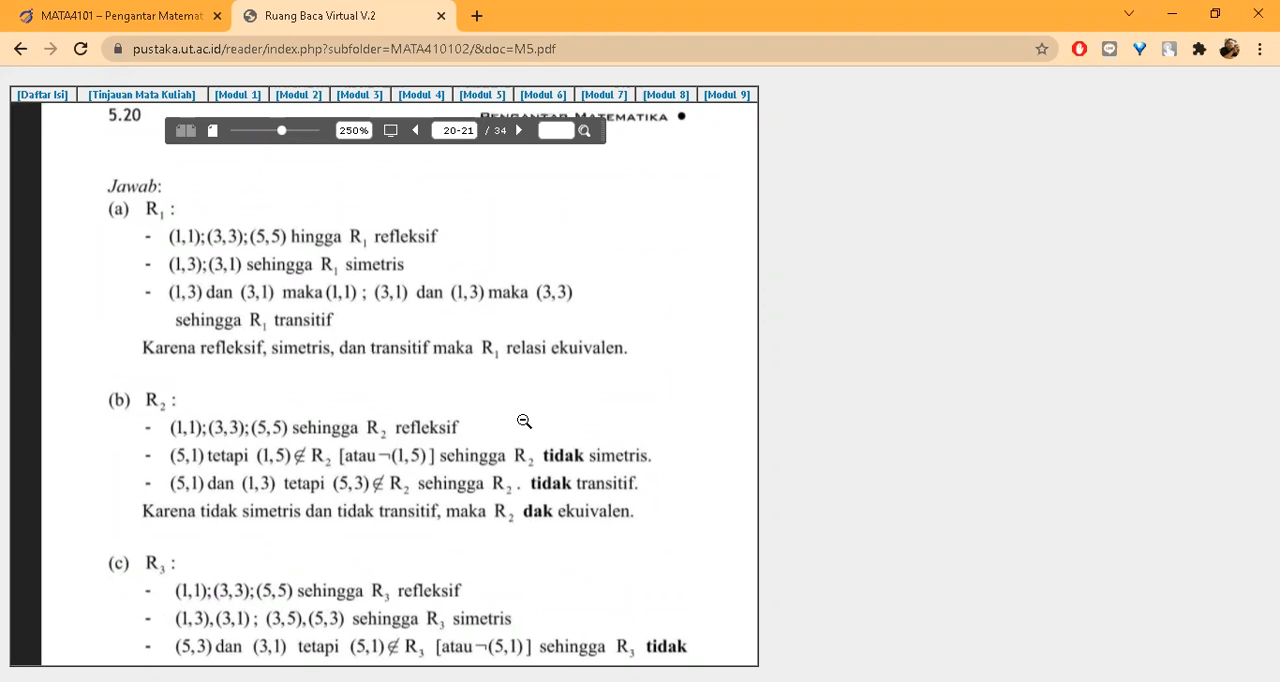 MATA4101 – Pengantar Matemat
Ruang Baca Virtual V.2
pustaka.ut.ac.id/reader/index.php?subfolder=MATA410102/&doc=M5.pdf
[Daftar Isi] [Tinjauan Mata Kuliah] [Modul 1] [Modul 2] [Modul 3] [Modul 4] [Modul 5] [Modul 6] [Modul 7] [Modul 8] [Modul 9]
5.20 PENGANTAR MATEMATIKA ●
250% 20-21 / 34
Jawab:
(a) R₁ :
- (1,1);(3,3);(5,5) hingga R₁ refleksif
- (1,3);(3,1) sehingga R₁ simetris
- (1,3) dan (3,1) maka (1,1) ; (3,1) dan (1,3) maka (3,3)
sehingga R₁ transitif
Karena refleksif, simetris, dan transitif maka R₁ relasi ekuivalen.
(b) R₂ :
- (1,1);(3,3);(5,5) sehingga R₂ refleksif
- (5,1) tetapi (1,5)∉ R₂ [atau ¬(1,5)] sehingga R₂ tidak simetris.
- (5,1) dan (1,3) tetapi (5,3)∉ R₂ sehingga R₂ . tidak transitif.
Karena tidak simetris dan tidak transitif, maka R₂ dak ekuivalen.
(c) R₃ :
- (1,1);(3,3);(5,5) sehingga R₃ refleksif
- (1,3),(3,1) ; (3,5),(5,3) sehingga R₃ simetris
- (5,3) dan (3,1) tetapi (5,1)∉ R₃ [atau ¬(5,1)] sehingga R₃ tidak